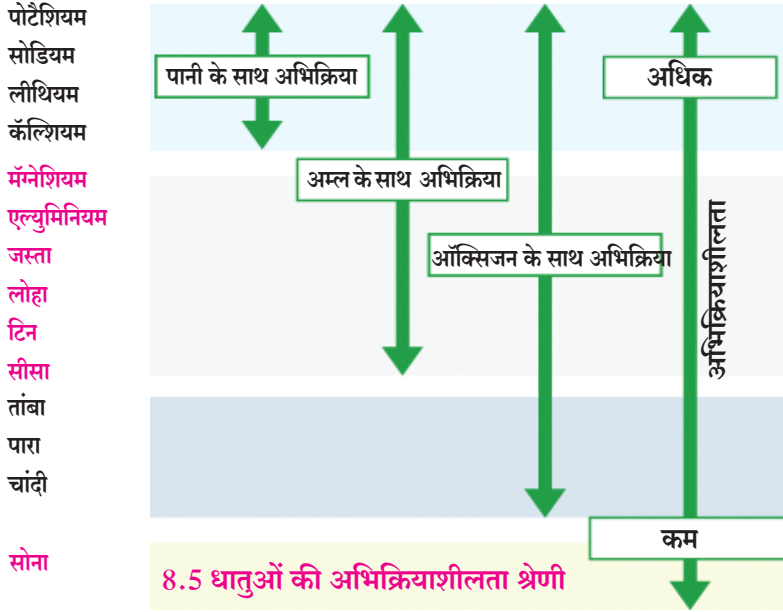 पोटैशियम
सोडियम
लीथियम
कॅल्शियम
मॅग्नेशियम
एल्युमिनियम
जस्ता
लोहा
टिन
सीसा
तांबा
पारा
चांदी
सोना
पानी के साथ अभिक्रिया
अम्ल के साथ अभिक्रिया
ऑक्सिजन के साथ अभिक्रिया
अधिक
अभिक्रियाशीलता
कम
8.5 धातुओं की अभिक्रियाशीलता श्रेणी